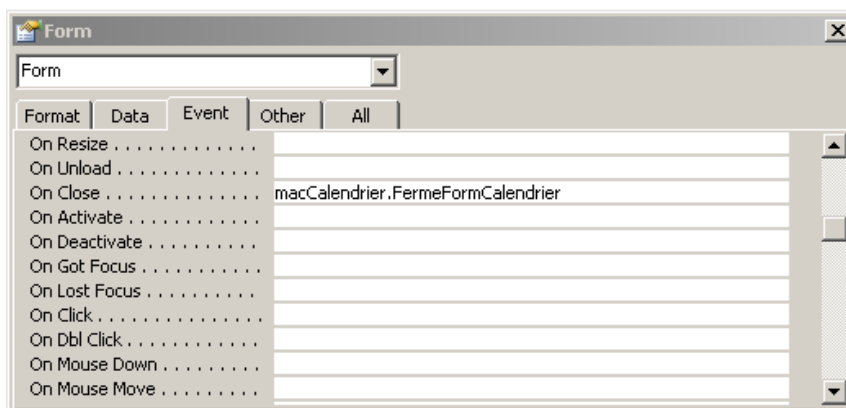 Form
Form
Format Data Event Other All
On Resize . . . . . . . . . . . . .
On Unload . . . . . . . . . . . . .
On Close . . . . . . . . . . . . . . . macCalendrier.FermeFormCalendrier
On Activate . . . . . . . . . . . .
On Deactivate . . . . . . . . . .
On Got Focus . . . . . . . . . . .
On Lost Focus . . . . . . . . . .
On Click . . . . . . . . . . . . . . .
On Dbl Click . . . . . . . . . . . .
On Mouse Down . . . . . . . . .
On Mouse Move . . . . . . . . .